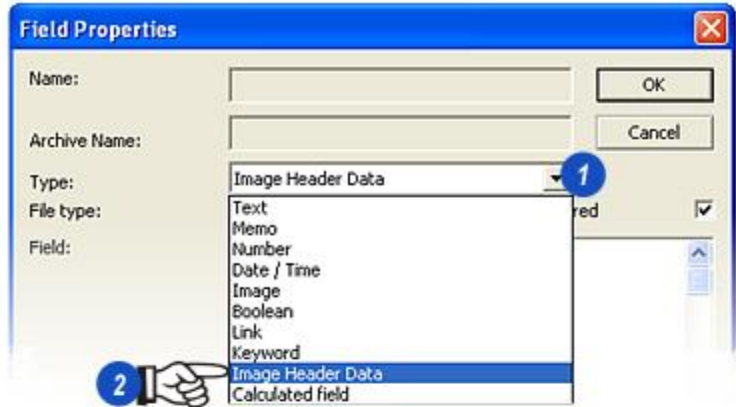 Field Properties
Name:
OK
Archive Name:
Cancel
Type:
Image Header Data
1
File type:
red
Field:
Text
Memo
Number
Date / Time
Image
Boolean
Link
Keyword
2
Image Header Data
Calculated field